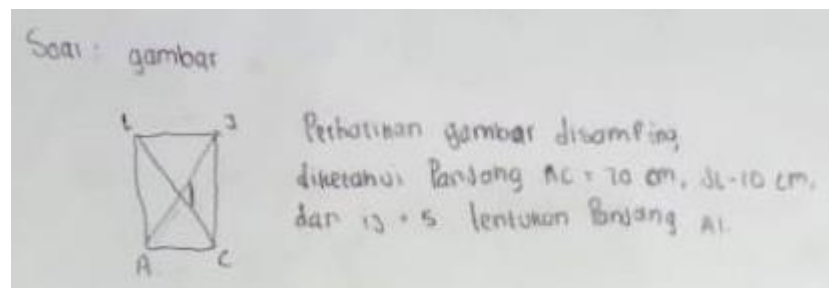 Soal : gambar
L J
Perhatikan gambar disamping
diketahui Panjang AC = 20 cm, JL = 10 cm,
dan IJ = 5 tentukan Panjang AI.
A C